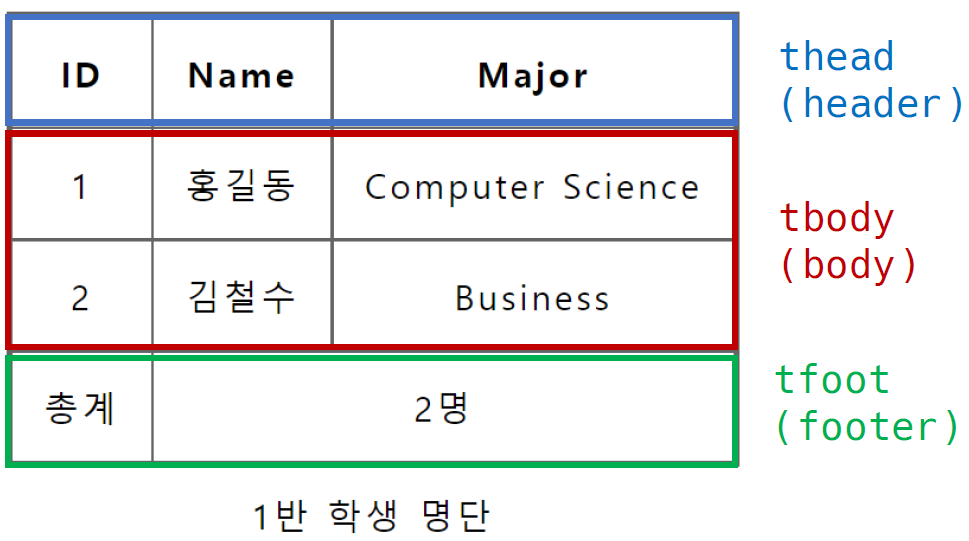 ID Name Major
thead
(header)
1 홍길동 Computer Science
2 김철수 Business
tbody
(body)
총계 2명
tfoot
(footer)
1반 학생 명단